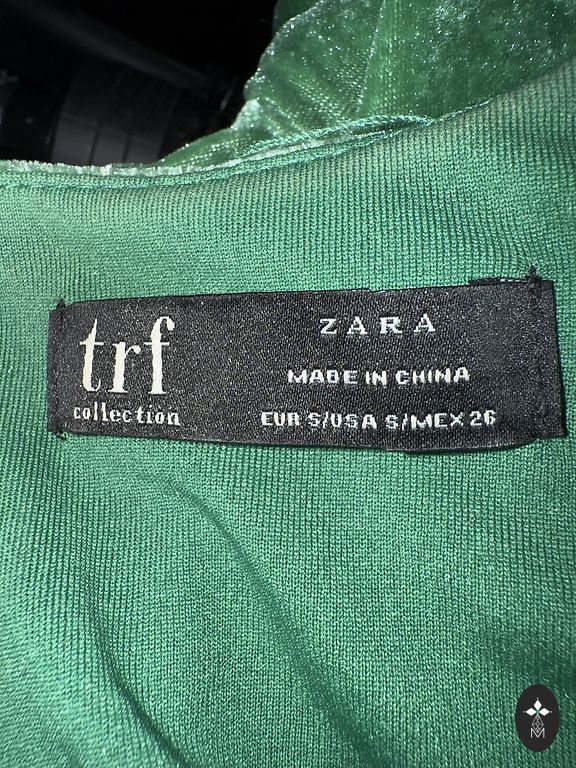 trf
collection
ZARA
MADE IN CHINA
EUR S/USA S/MEX 26